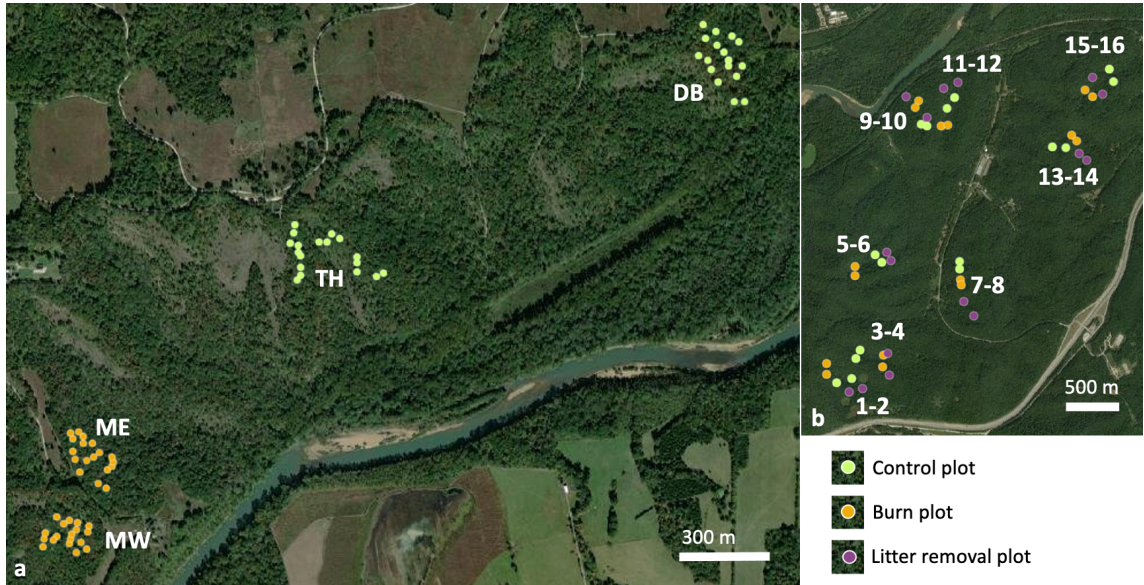 DB
TH
ME
MW
300 m
a
15-16
11-12
9-10
13-14
5-6
7-8
3-4
1-2
500 m
b
Control plot
Burn plot
Litter removal plot